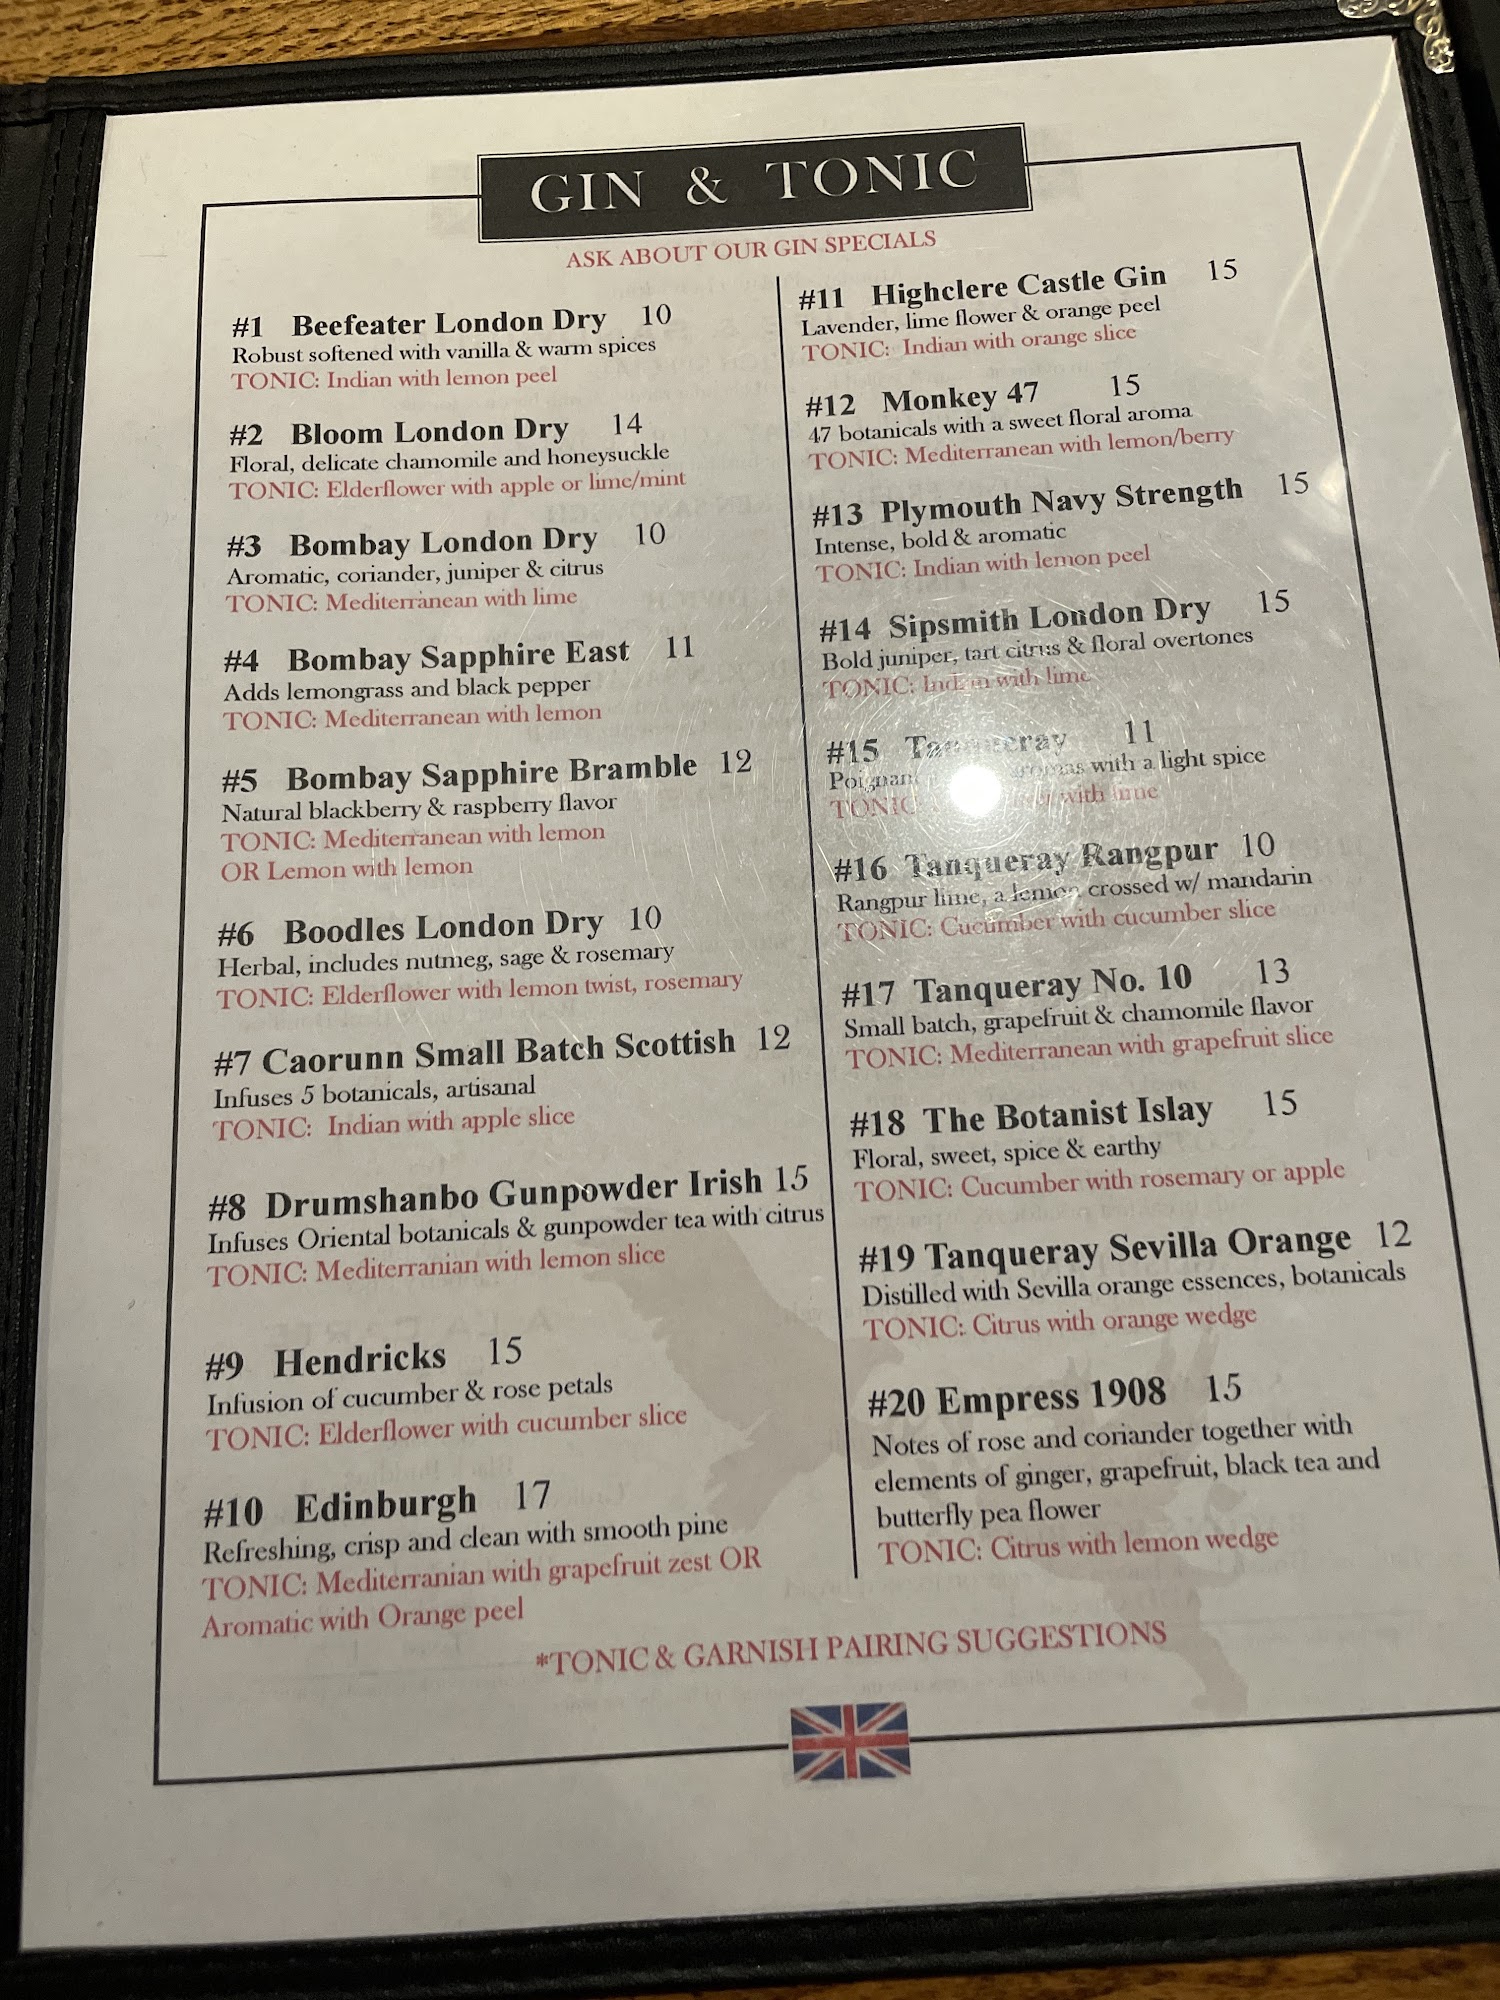 GIN & TONIC
ASK ABOUT OUR GIN SPECIALS
#1 Beefeater London Dry 10
Robust softened with vanilla & warm spices
TONIC: Indian with lemon peel
#2 Bloom London Dry 14
Floral, delicate chamomile and honeysuckle
TONIC: Elderflower with apple or lime/mint
#3 Bombay London Dry 10
Aromatic, coriander, juniper & citrus
TONIC: Mediterranean with lime
#4 Bombay Sapphire East 11
Adds lemongrass and black pepper
TONIC: Mediterranean with lemon
#5 Bombay Sapphire Bramble 12
Natural blackberry & raspberry flavor
TONIC: Mediterranean with lemon
OR Lemon with lemon
#6 Boodles London Dry 10
Herbal, includes nutmeg, sage & rosemary
TONIC: Elderflower with lemon twist, rosemary
#7 Caorunn Small Batch Scottish 12
Infuses 5 botanicals, artisanal
TONIC: Indian with apple slice
#8 Drumshanbo Gunpowder Irish 15
Infuses Oriental botanicals & gunpowder tea with citrus
TONIC: Mediterranian with lemon slice
#9 Hendricks 15
Infusion of cucumber & rose petals
TONIC: Elderflower with cucumber slice
#10 Edinburgh 17
Refreshing, crisp and clean with smooth pine
TONIC: Mediterranian with grapefruit zest OR
Aromatic with Orange peel
#11 Highclere Castle Gin 15
Lavender, lime flower & orange peel
TONIC: Indian with orange slice
#12 Monkey 47 15
47 botanicals with a sweet floral aroma
TONIC: Mediterranean with lemon/berry
#13 Plymouth Navy Strength 15
Intense, bold & aromatic
TONIC: Indian with lemon peel
#14 Sipsmith London Dry 15
Bold juniper, tart citrus & floral overtones
TONIC: Indian with lime
#15 Tanqueray 11
Poignant aromas with a light spice
TONIC with lime
#16 Tanqueray Rangpur 10
Rangpur lime, a lemon crossed w/ mandarin
TONIC: Cucumber with cucumber slice
#17 Tanqueray No. 10 13
Small batch, grapefruit & chamomile flavor
TONIC: Mediterranean with grapefruit slice
#18 The Botanist Islay 15
Floral, sweet, spice & earthy
TONIC: Cucumber with rosemary or apple
#19 Tanqueray Sevilla Orange 12
Distilled with Sevilla orange essences, botanicals
TONIC: Citrus with orange wedge
#20 Empress 1908 15
Notes of rose and coriander together with
elements of ginger, grapefruit, black tea and
butterfly pea flower
TONIC: Citrus with lemon wedge
*TONIC & GARNISH PAIRING SUGGESTIONS